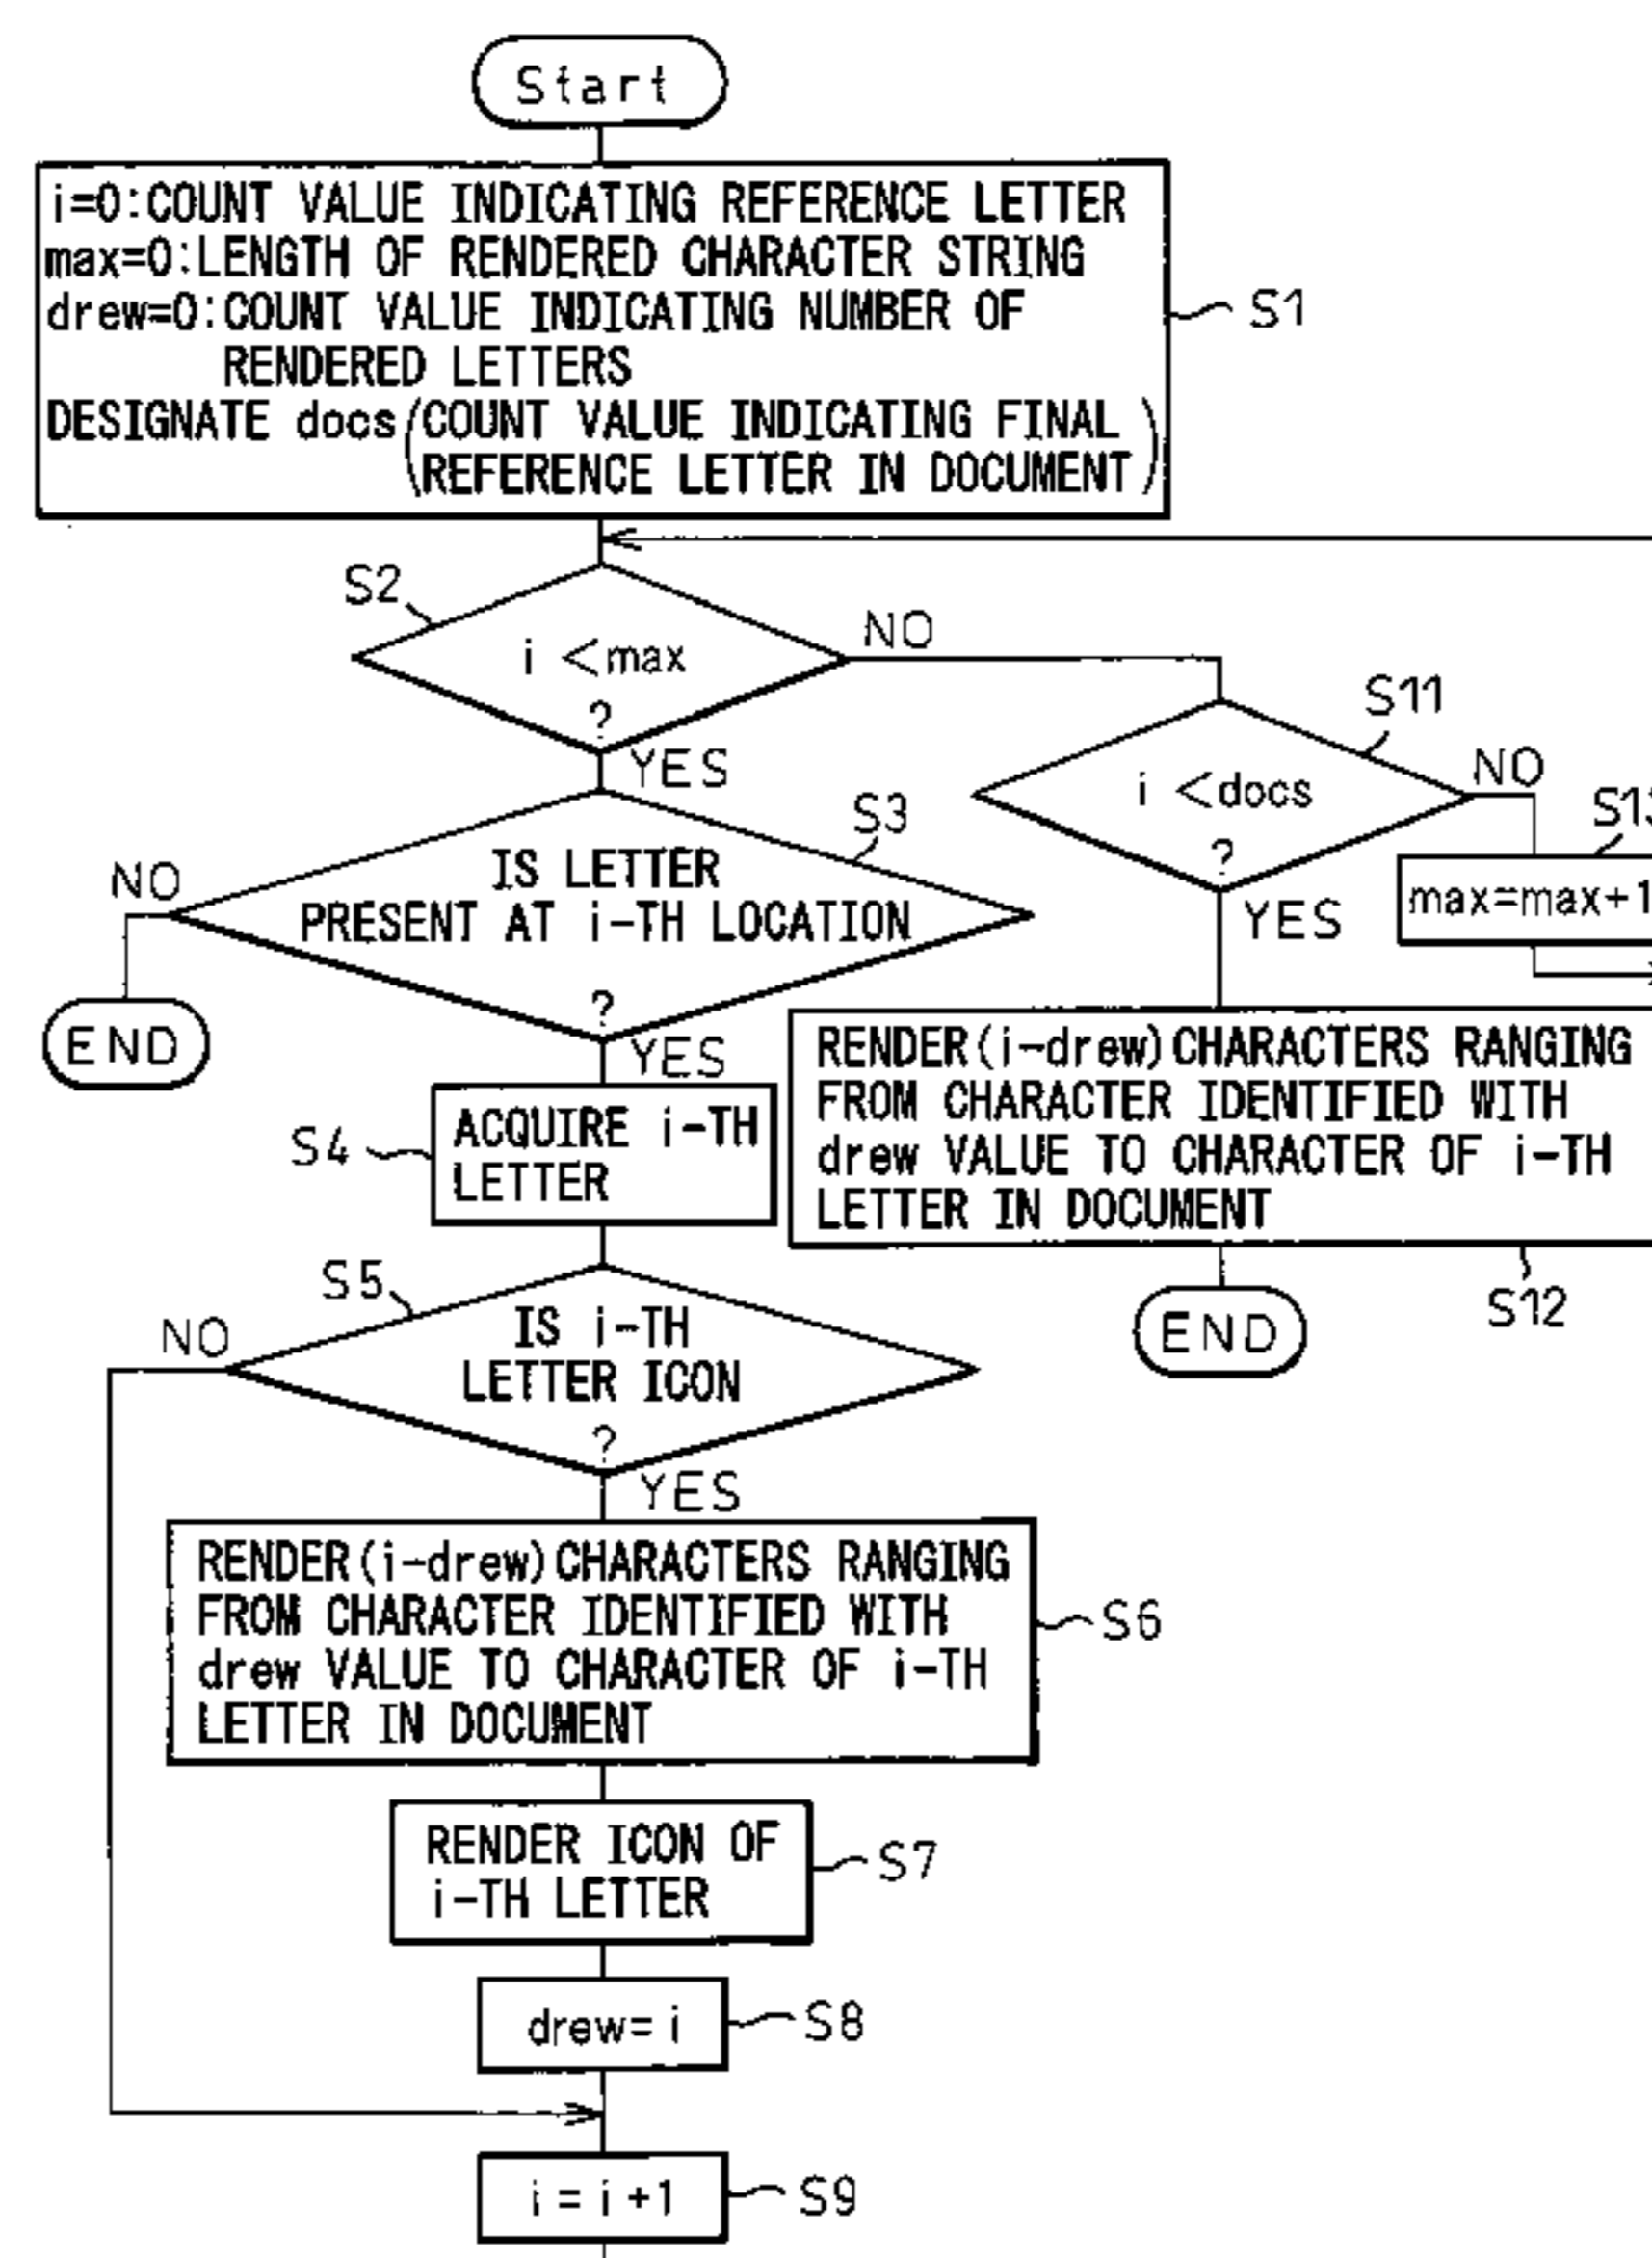 Start
i=0:COUNT VALUE INDICATING REFERENCE LETTER
max=0:LENGTH OF RENDERED CHARACTER STRING
drew=0:COUNT VALUE INDICATING NUMBER OF
RENDERED LETTERS
DESIGNATE docs(COUNT VALUE INDICATING FINAL
REFERENCE LETTER IN DOCUMENT)
S1
S2
i <max
?
NO
YES
S11
i <docs
?
NO
YES
max=max+1
S3
IS LETTER
PRESENT AT i-TH LOCATION
?
NO
END
YES
S4
ACQUIRE i-TH
LETTER
RENDER(i-drew)CHARACTERS RANGING
FROM CHARACTER IDENTIFIED WITH
drew VALUE TO CHARACTER OF i-TH
LETTER IN DOCUMENT
S12
END
S5
IS i-TH
LETTER ICON
?
NO
YES
RENDER(i-drew)CHARACTERS RANGING
FROM CHARACTER IDENTIFIED WITH
drew VALUE TO CHARACTER OF i-TH
LETTER IN DOCUMENT
S6
RENDER ICON OF
i-TH LETTER
S7
drew= i
S8
i = i +1
S9